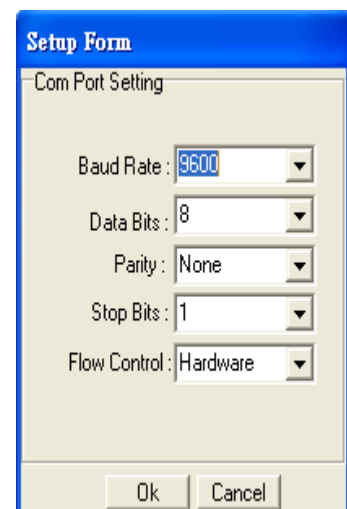 Setup Form
Com Port Setting
Baud Rate : 9600
Data Bits : 8
Parity : None
Stop Bits : 1
Flow Control : Hardware
Ok Cancel